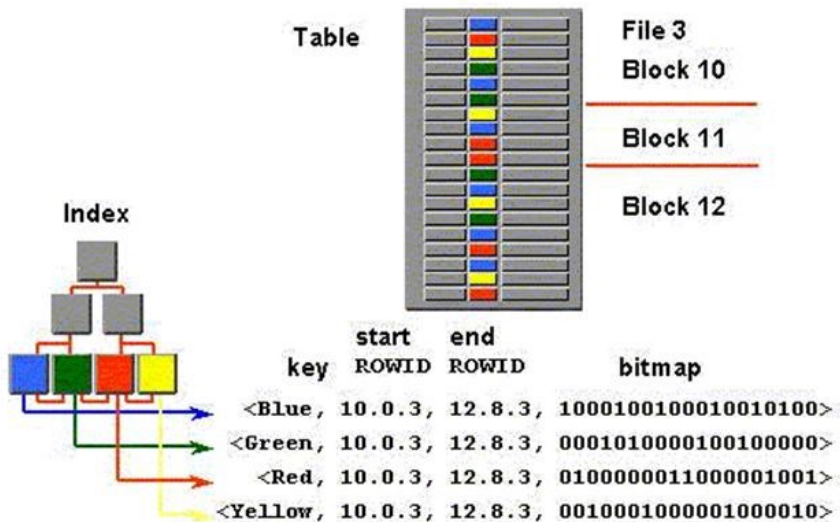 Table
File 3
Block 10
Block 11
Block 12
Index
start end
key ROWID ROWID bitmap
<Blue, 10.0.3, 12.8.3, 1000100100010010100>
<Green, 10.0.3, 12.8.3, 0001010000100100000>
<Red, 10.0.3, 12.8.3, 0100000011000001001>
<Yellow, 10.0.3, 12.8.3, 0010001000001000010>